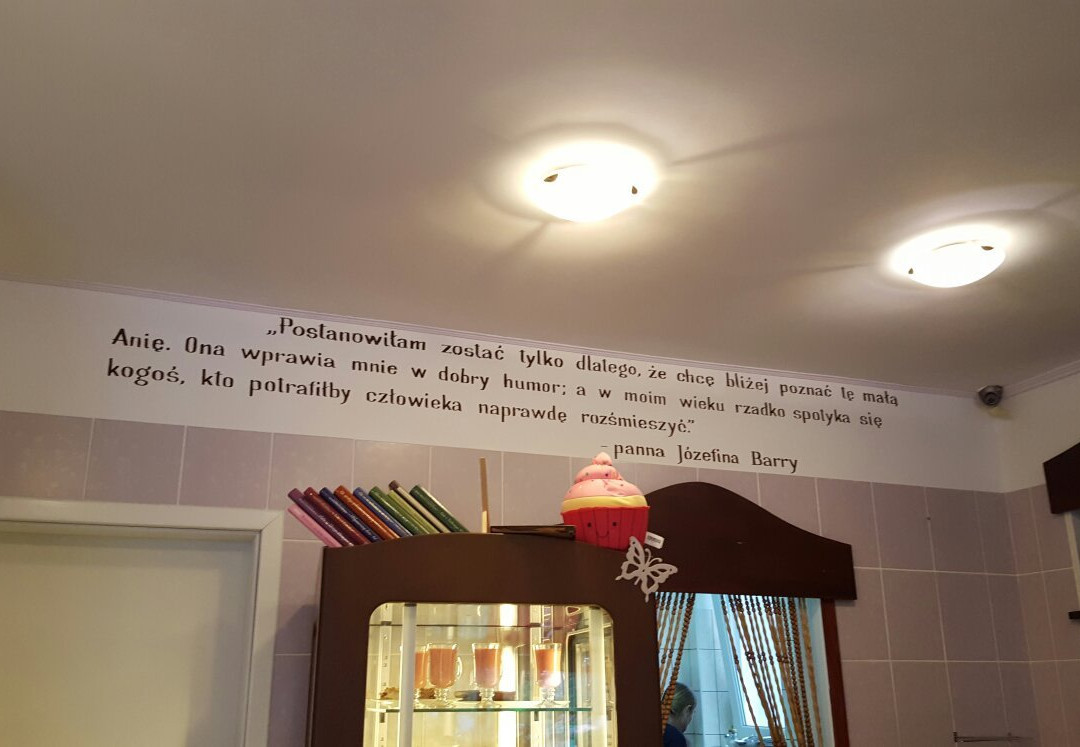 „Postanowiłam zostać tylko dlatego, że chcę bliżej poznać tę małą
Anię. Ona wprawia mnie w dobry humor; a w moim wieku rzadko spotyka się
kogoś, kto potrafiłby człowieka naprawdę rozśmieszyć.”
- panna Józefina Barry